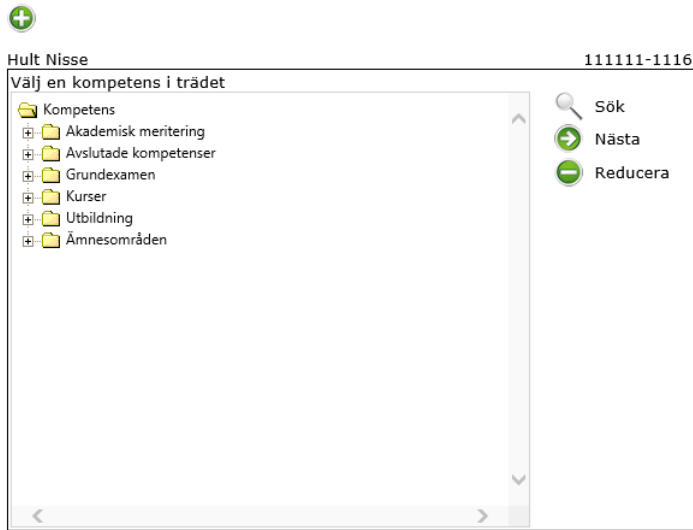 Hult Nisse 111111-1116
Välj en kompetens i trädet
Kompetens
Akademisk meritering
Avslutade kompetenser
Grundexamen
Kurser
Utbildning
Ämnesområden
Sök
Nästa
Reducera